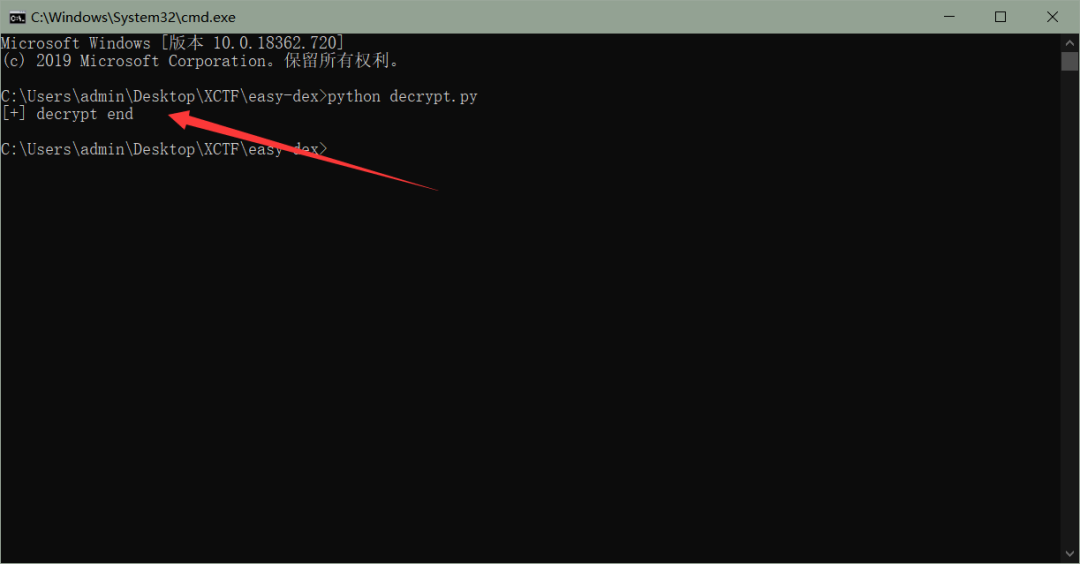 C:\Windows\System32\cmd.exe
Microsoft Windows [版本 10.0.18362.720]
(c) 2019 Microsoft Corporation。保留所有权利。
C:\Users\admin\Desktop\XCTF\easy-dex>python decrypt.py
[+] decrypt end
C:\Users\admin\Desktop\XCTF\easy-dex>